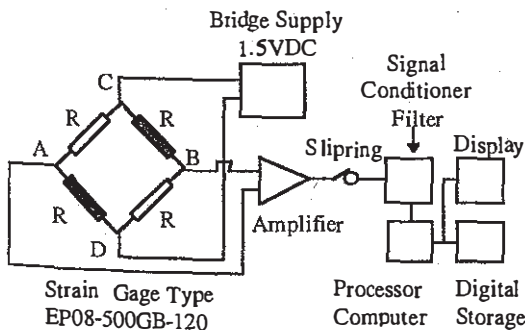 Bridge Supply
1.5VDC
Signal
Conditioner
Filter
C
R
R
A
B
Slipring
Display
R
R
D
Amplifier
Strain Gage Type
EP08-500GB-120
Processor
Computer
Digital
Storage